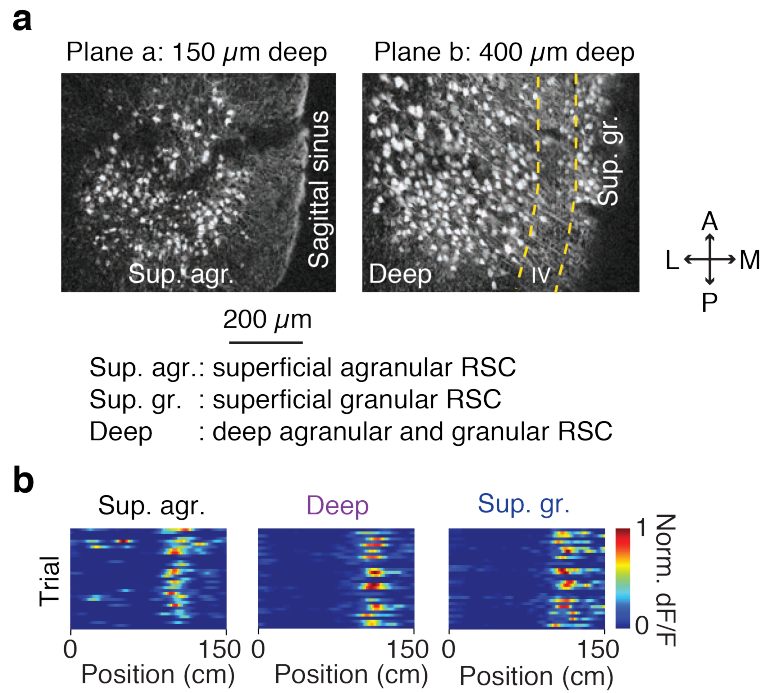 a
Plane a: 150 µm deep
Plane b: 400 µm deep
Sagittal sinus
Sup. agr.
Sup. gr.
Deep
IV
A
L M
P
200 µm
Sup. agr.: superficial agranular RSC
Sup. gr. : superficial granular RSC
Deep : deep agranular and granular RSC
b
Sup. agr.
Deep
Sup. gr.
Trial
1
0
Norm. dF/F
0 150
Position (cm)
0 150
Position (cm)
0 150
Position (cm)